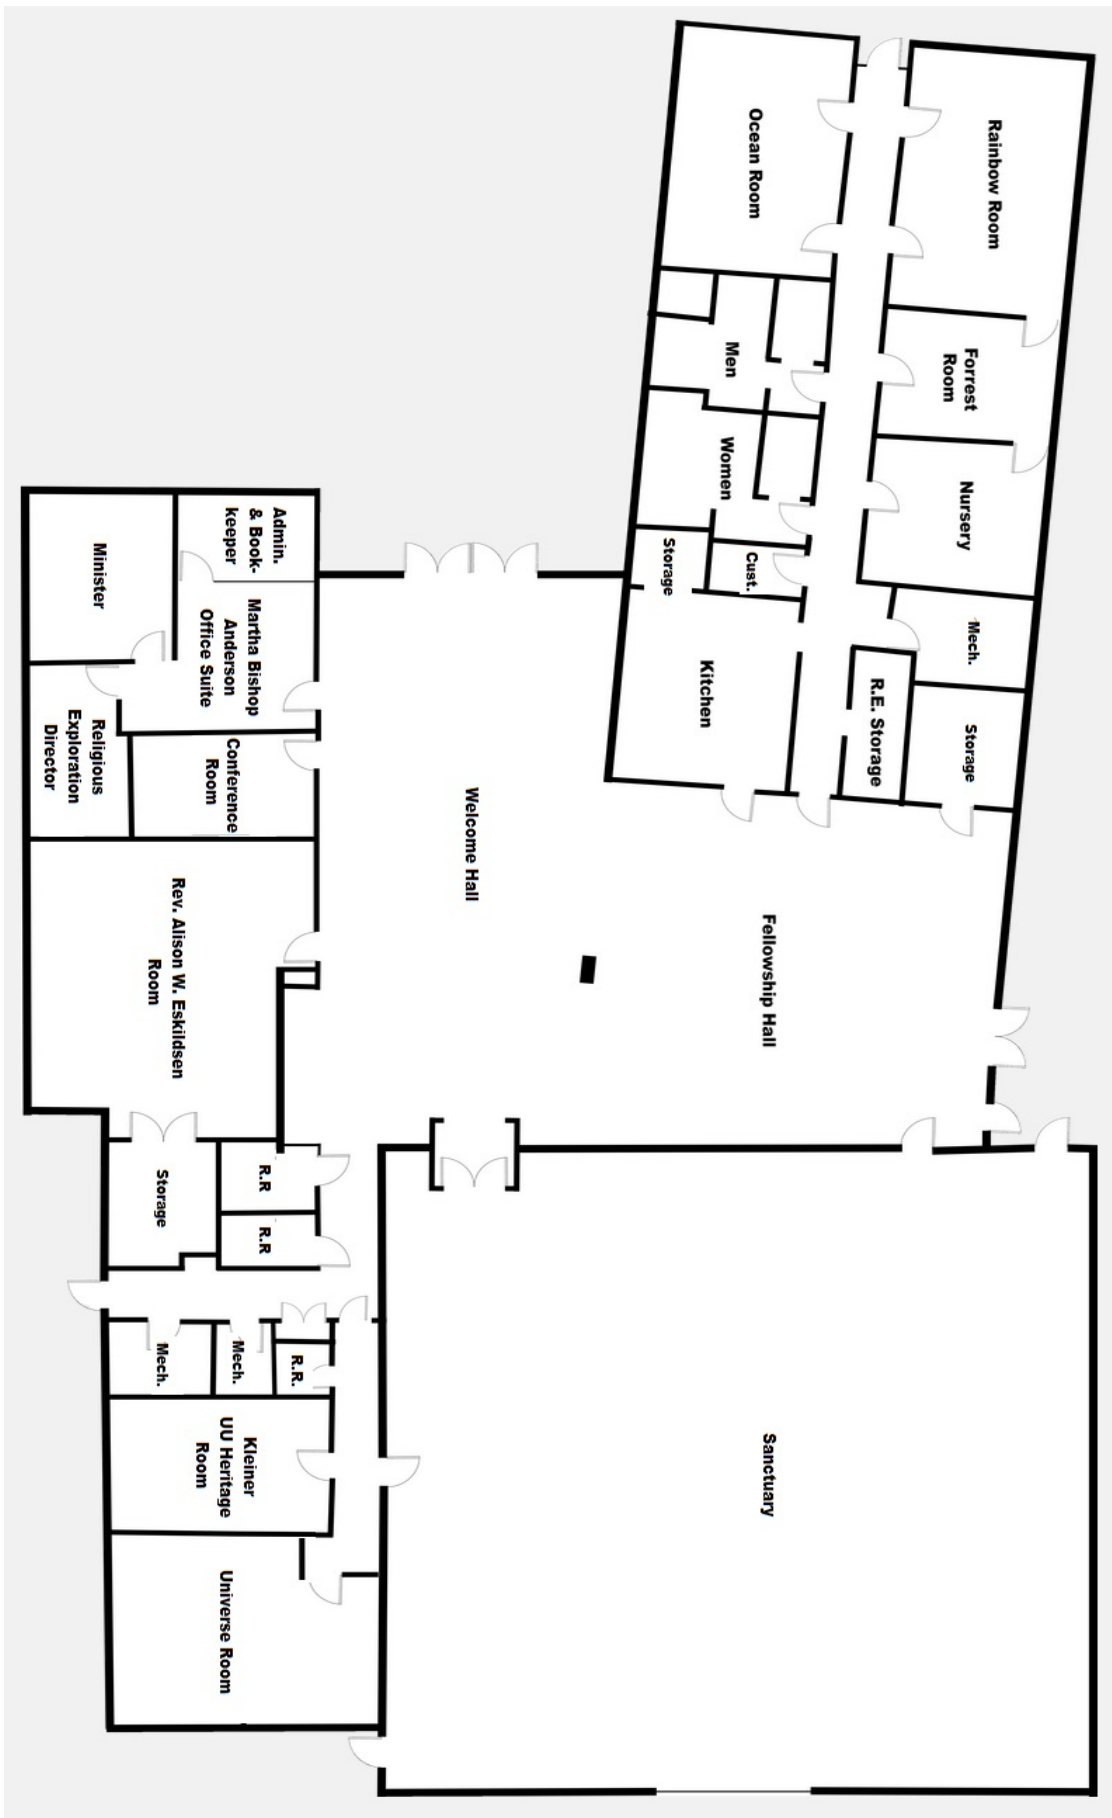 Ocean Room
Rainbow Room
Men
Forrest
Room
Women
Nursery
Storage
Cust.
Mech.
Kitchen
R.E. Storage
Storage
Admin.
& Book-
keeper
Minister
Martha Bishop
Anderson
Office Suite
Religious
Exploration
Director
Conference
Room
Welcome Hall
Fellowship Hall
Rev. Alison W. Eskildsen
Room
Storage
R.R
R.R
Mech.
Mech.
R.R.
Kleiner
UU Heritage
Room
Universe Room
Sanctuary